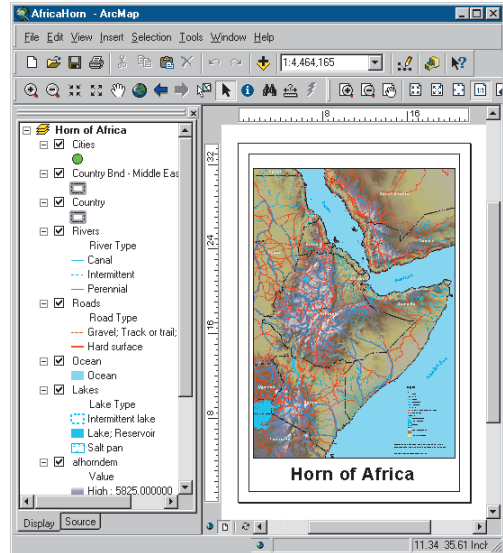 AfricaHorn - ArcMap
File Edit View Insert Selection Tools Window Help
1:4,464,165
Horn of Africa
Cities
Country Bnd - Middle Eas
Country
Rivers
River Type
Canal
Intermittent
Perennial
Roads
Road Type
Gravel; Track or trail;
Hard surface
Ocean
Ocean
Lakes
Lake Type
Intermittent lake
Lake; Reservoir
Salt pan
afhorndem
Value
High : 5825.000000
Display Source
8 16
32
24
16
8
Horn of Africa
11.34 35.61 Inch